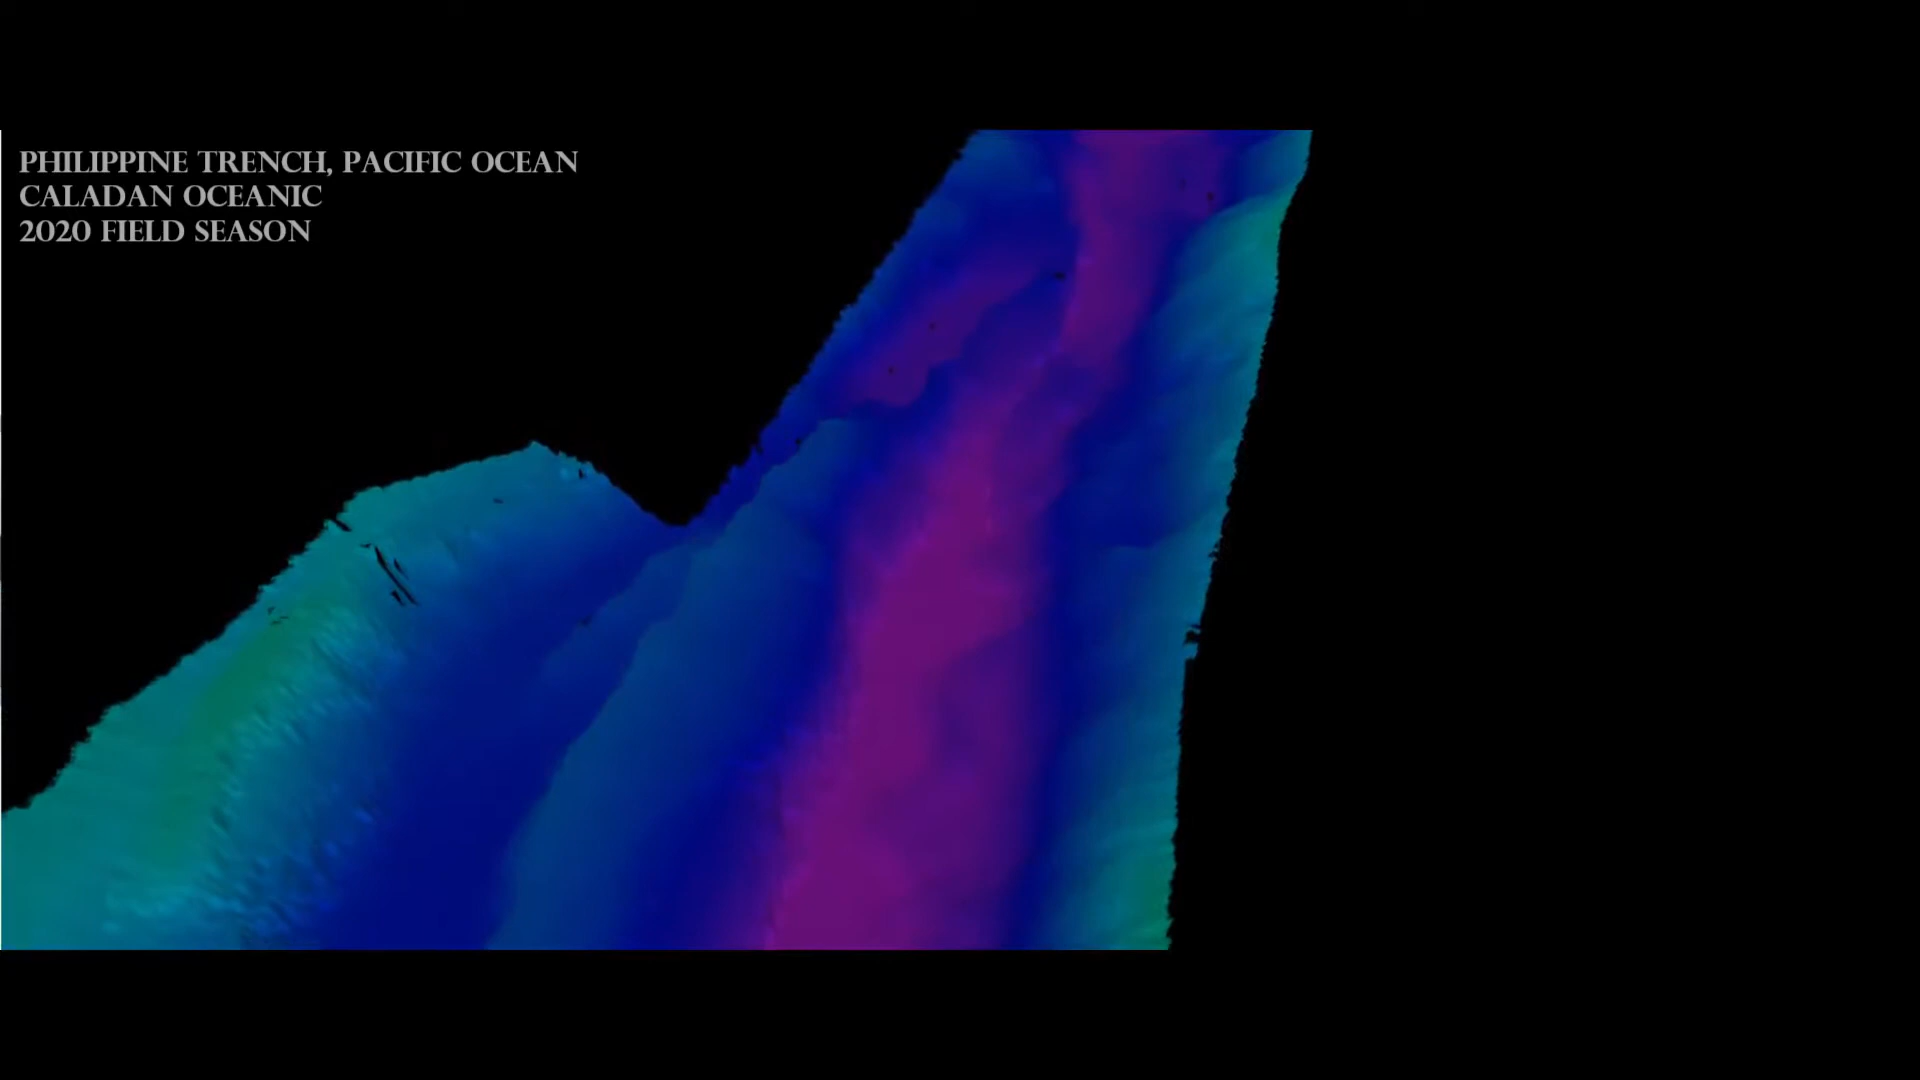 PHILIPPINE TRENCH, PACIFIC OCEAN
CALADAN OCEANIC
2020 FIELD SEASON